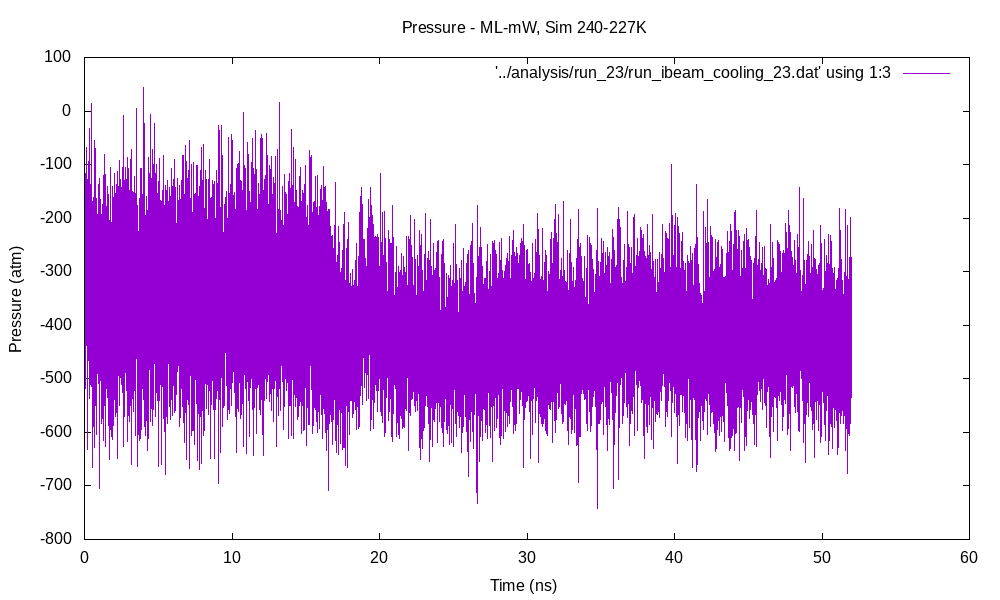 Pressure - ML-mW, Sim 240-227K
'../analysis/run_23/run_ibeam_cooling_23.dat' using 1:3
100
0
-100
-200
-300
-400
-500
-600
-700
-800
Pressure (atm)
0 10 20 30 40 50 60
Time (ns)